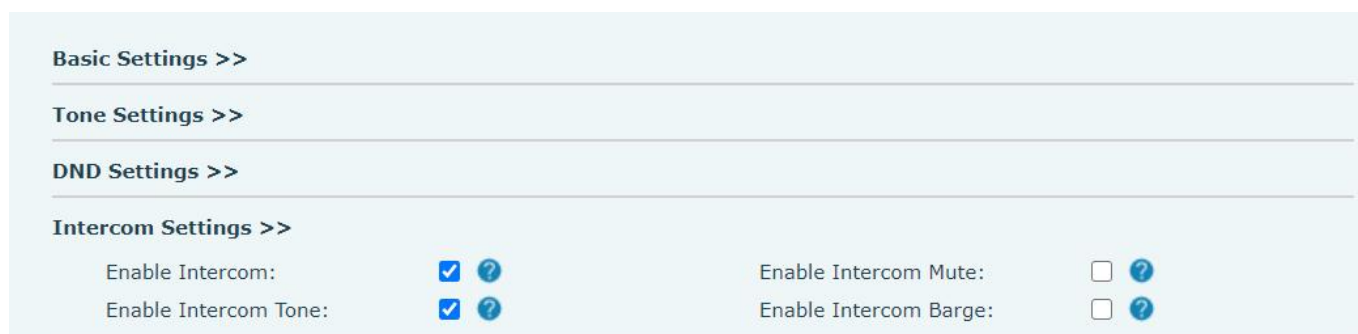 Basic Settings >>
Tone Settings >>
DND Settings >>
Intercom Settings >>
Enable Intercom: ? Enable Intercom Mute: ?
Enable Intercom Tone: ? Enable Intercom Barge: ?